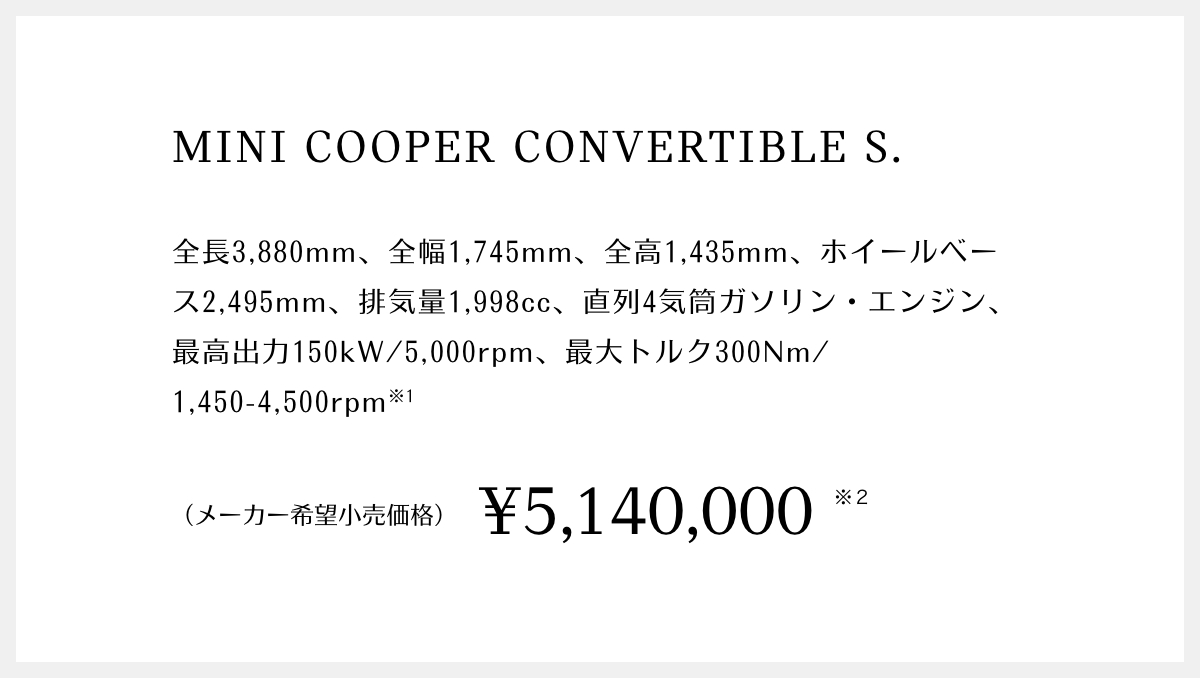 MINI COOPER CONVERTIBLE S.
全長3,880mm、全幅1,745mm、全高1,435mm、ホイールベー
ス2,495mm、排気量1,998cc、直列4気筒ガソリン・エンジン、
最高出力150kW/5,000rpm、最大トルク300Nm/
1,450-4,500rpm※1
（メーカー希望小売価格） ¥5,140,000 ※2